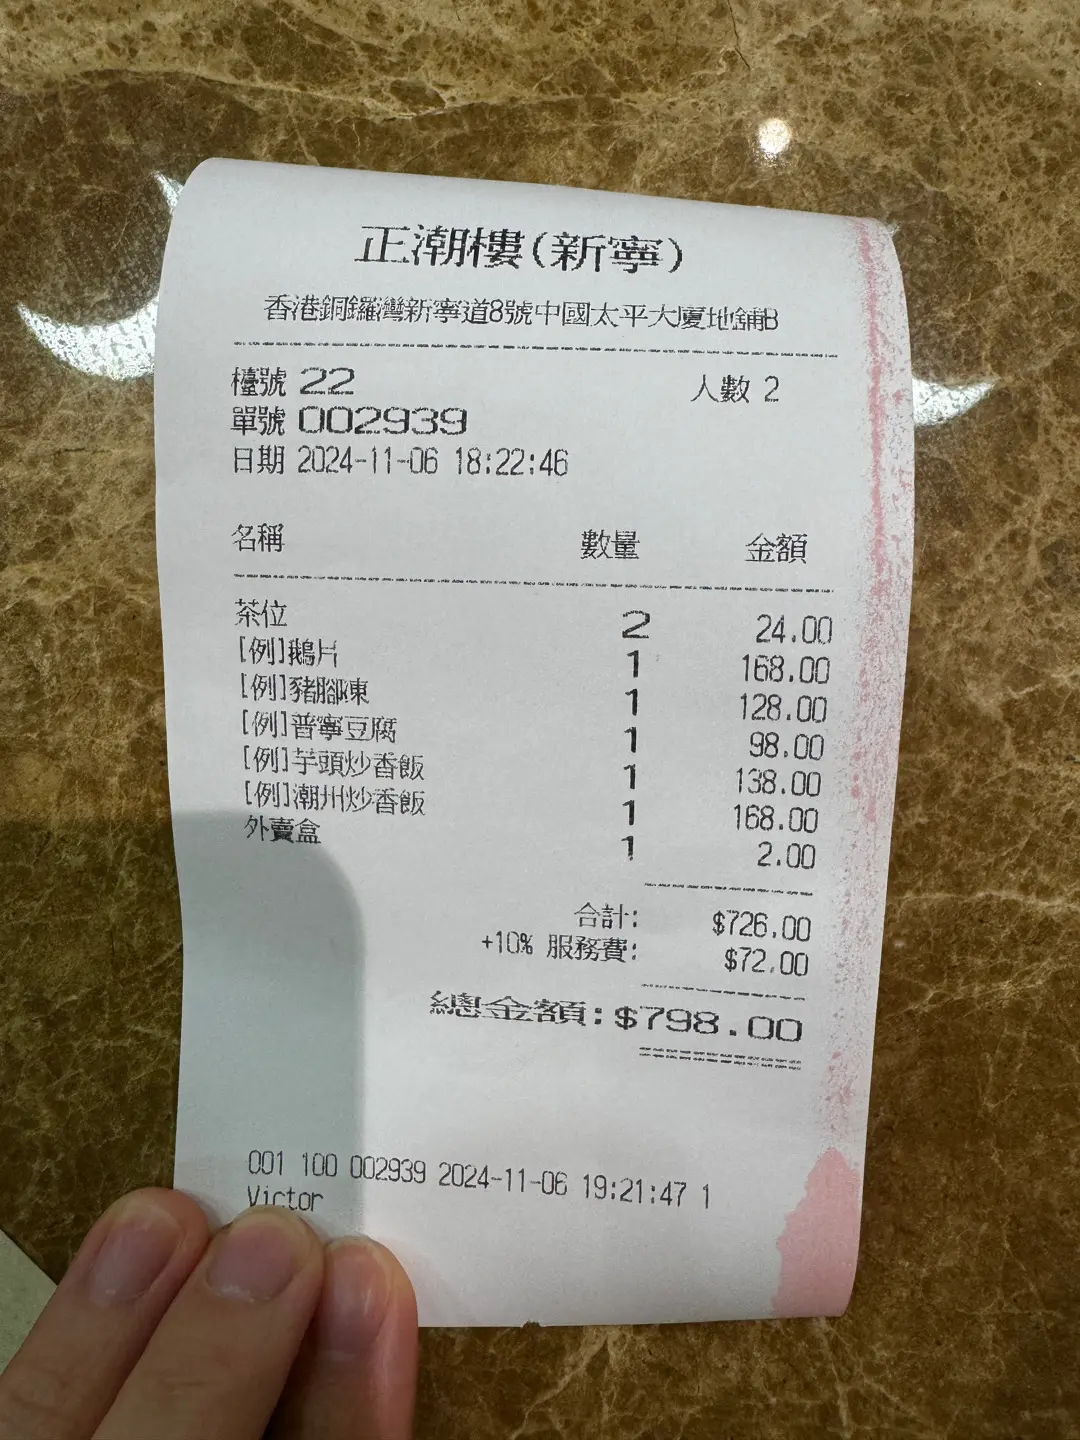 正潮樓(新寧)
香港銅鑼灣新寧道8號中國太平大廈地舖B
檯號 22 人數 2
單號 002939
日期 2024-11-06 18:22:46
名稱 數量 金額
茶位 2 24.00
[例]鵝片 1 168.00
[例]豬腳凍 1 128.00
[例]普寧豆腐 1 98.00
[例]芋頭炒香飯 1 138.00
[例]潮州炒香飯 1 168.00
外賣盒 1 2.00
合計: $726.00
+10% 服務費: $72.00
總金額:$798.00
001 100 002939 2024-11-06 19:21:47 1
Victor